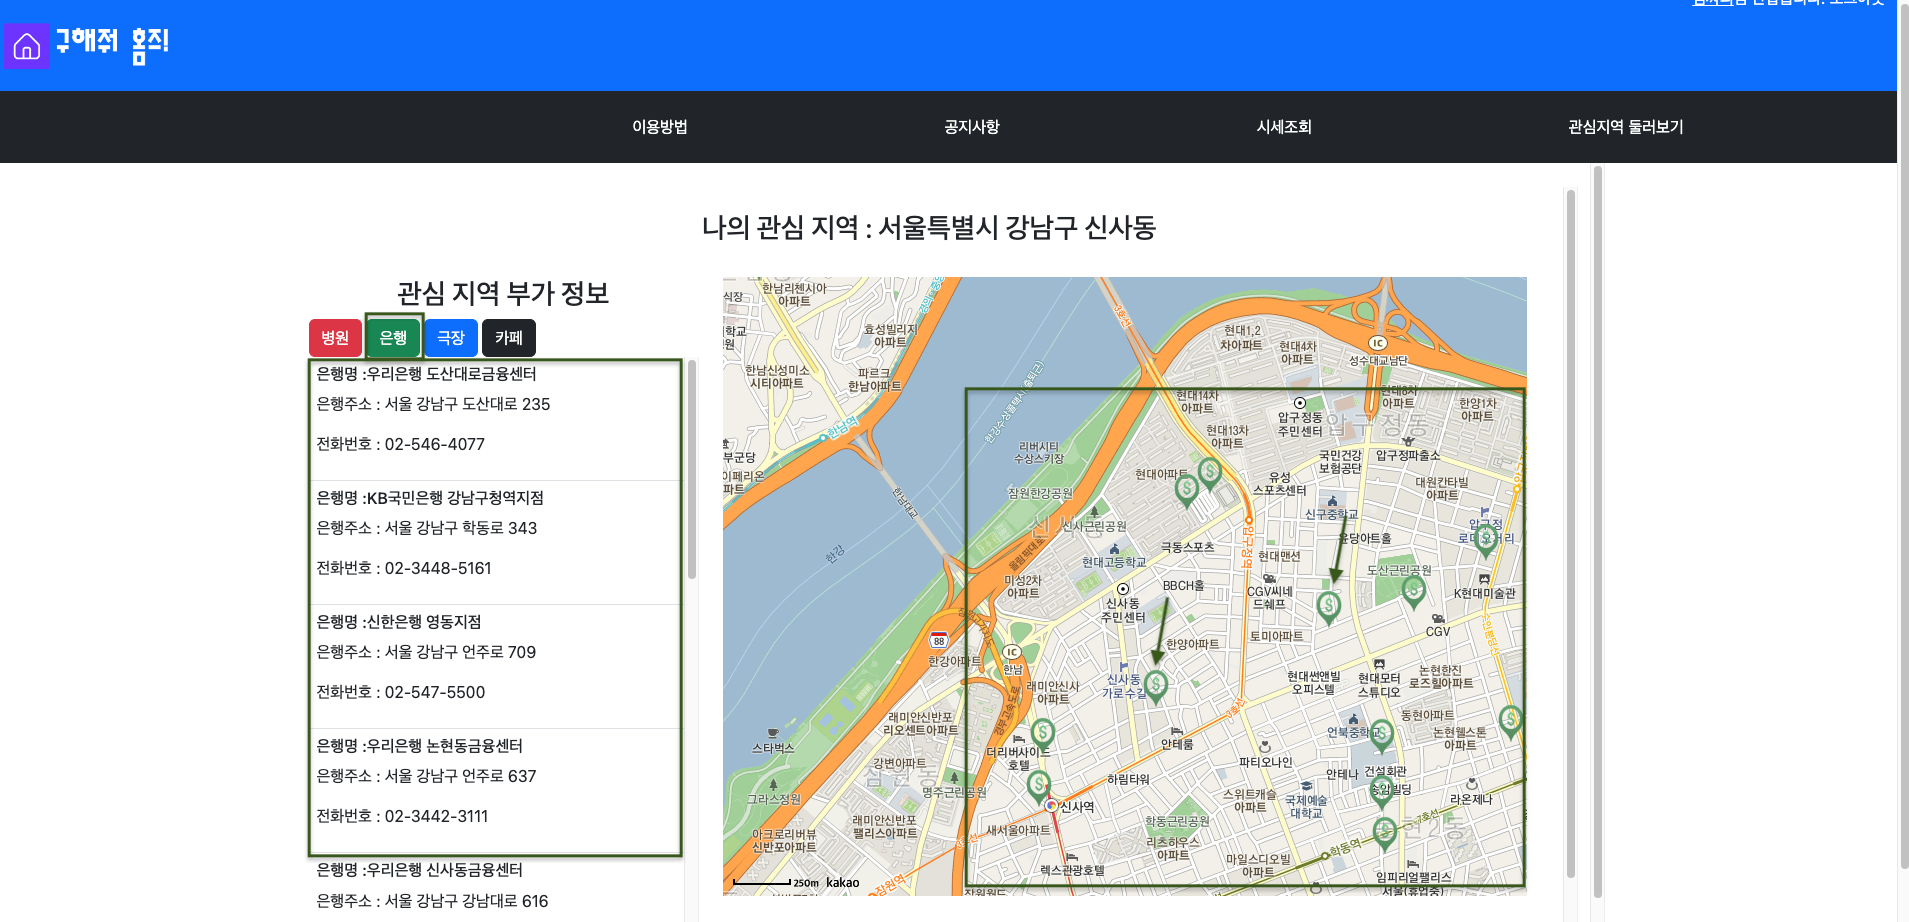 구해줘 홈즈!
이용방법
공지사항
시세조회
관심지역 둘러보기
나의 관심 지역 : 서울특별시 강남구 신사동
관심 지역 부가 정보
병원
은행
극장
카페
은행명 :우리은행 도산대로금융센터
은행주소 : 서울 강남구 도산대로 235
전화번호 : 02-546-4077
은행명 :KB국민은행 강남구청역지점
은행주소 : 서울 강남구 학동로 343
전화번호 : 02-3448-5161
은행명 :신한은행 영동지점
은행주소 : 서울 강남구 언주로 709
전화번호 : 02-547-5500
은행명 :우리은행 논현동금융센터
은행주소 : 서울 강남구 언주로 637
전화번호 : 02-3442-3111
은행명 :우리은행 신사동금융센터
은행주소 : 서울 강남구 강남대로 616
한남리첸시아
아파트
효성빌리지
아파트
한남신성미소
시티아파트
파르크
한남아파트
한남역
한남대교
한강
리버시티
수상스키장
잠원한강공원
신사근린공원
올림픽대로
3호선
현대1,2
차아파트
현대4차
아파트
IC
성수대교남단
현대14차
아파트
현대13차
아파트
현대아파트
압구정동
주민센터
압구정동
현대8차
아파트
한양1차
아파트
국민건강
보험공단
압구정파출소
유성
스포츠센터
대원칸타빌
아파트
신구중학교
윤당아트홀
압구정역
현대맨션
극동스포츠
현대고등학교
미성2차
아파트
신사동
주민센터
BBCH홀
CGV씨네
드쉐프
도산근린공원
K현대미술관
CGV
토미아파트
한양아파트
88
IC
한남
한강아파트
래미안신사
아파트
신사동
가로수길
현대썬앤빌
오피스텔
현대모터
스튜디오
논현한진
로즈힐아파트
래미안신반포
리오센트아파트
스타벅스
강변아파트
잠원동
명주근린공원
그라스정원
더리버사이드
호텔
안테룸
하림타워
파티오나인
언북중학교
동현아파트
논현웰스톤
아파트
안테나
건설회관
송암빌딩
라온제나
신사역
스위트캐슬
아파트
국제예술
대학교
래미안신반포
팰리스아파트
아크로리버뷰
신반포아파트
새서울아파트
학동근린공원
리츠하우스
아파트
렉스관광호텔
마일스디오빌
아파트
학동역
7호선
임피리얼팰리스
서울(휴업중)
잠원역
250m
kakao